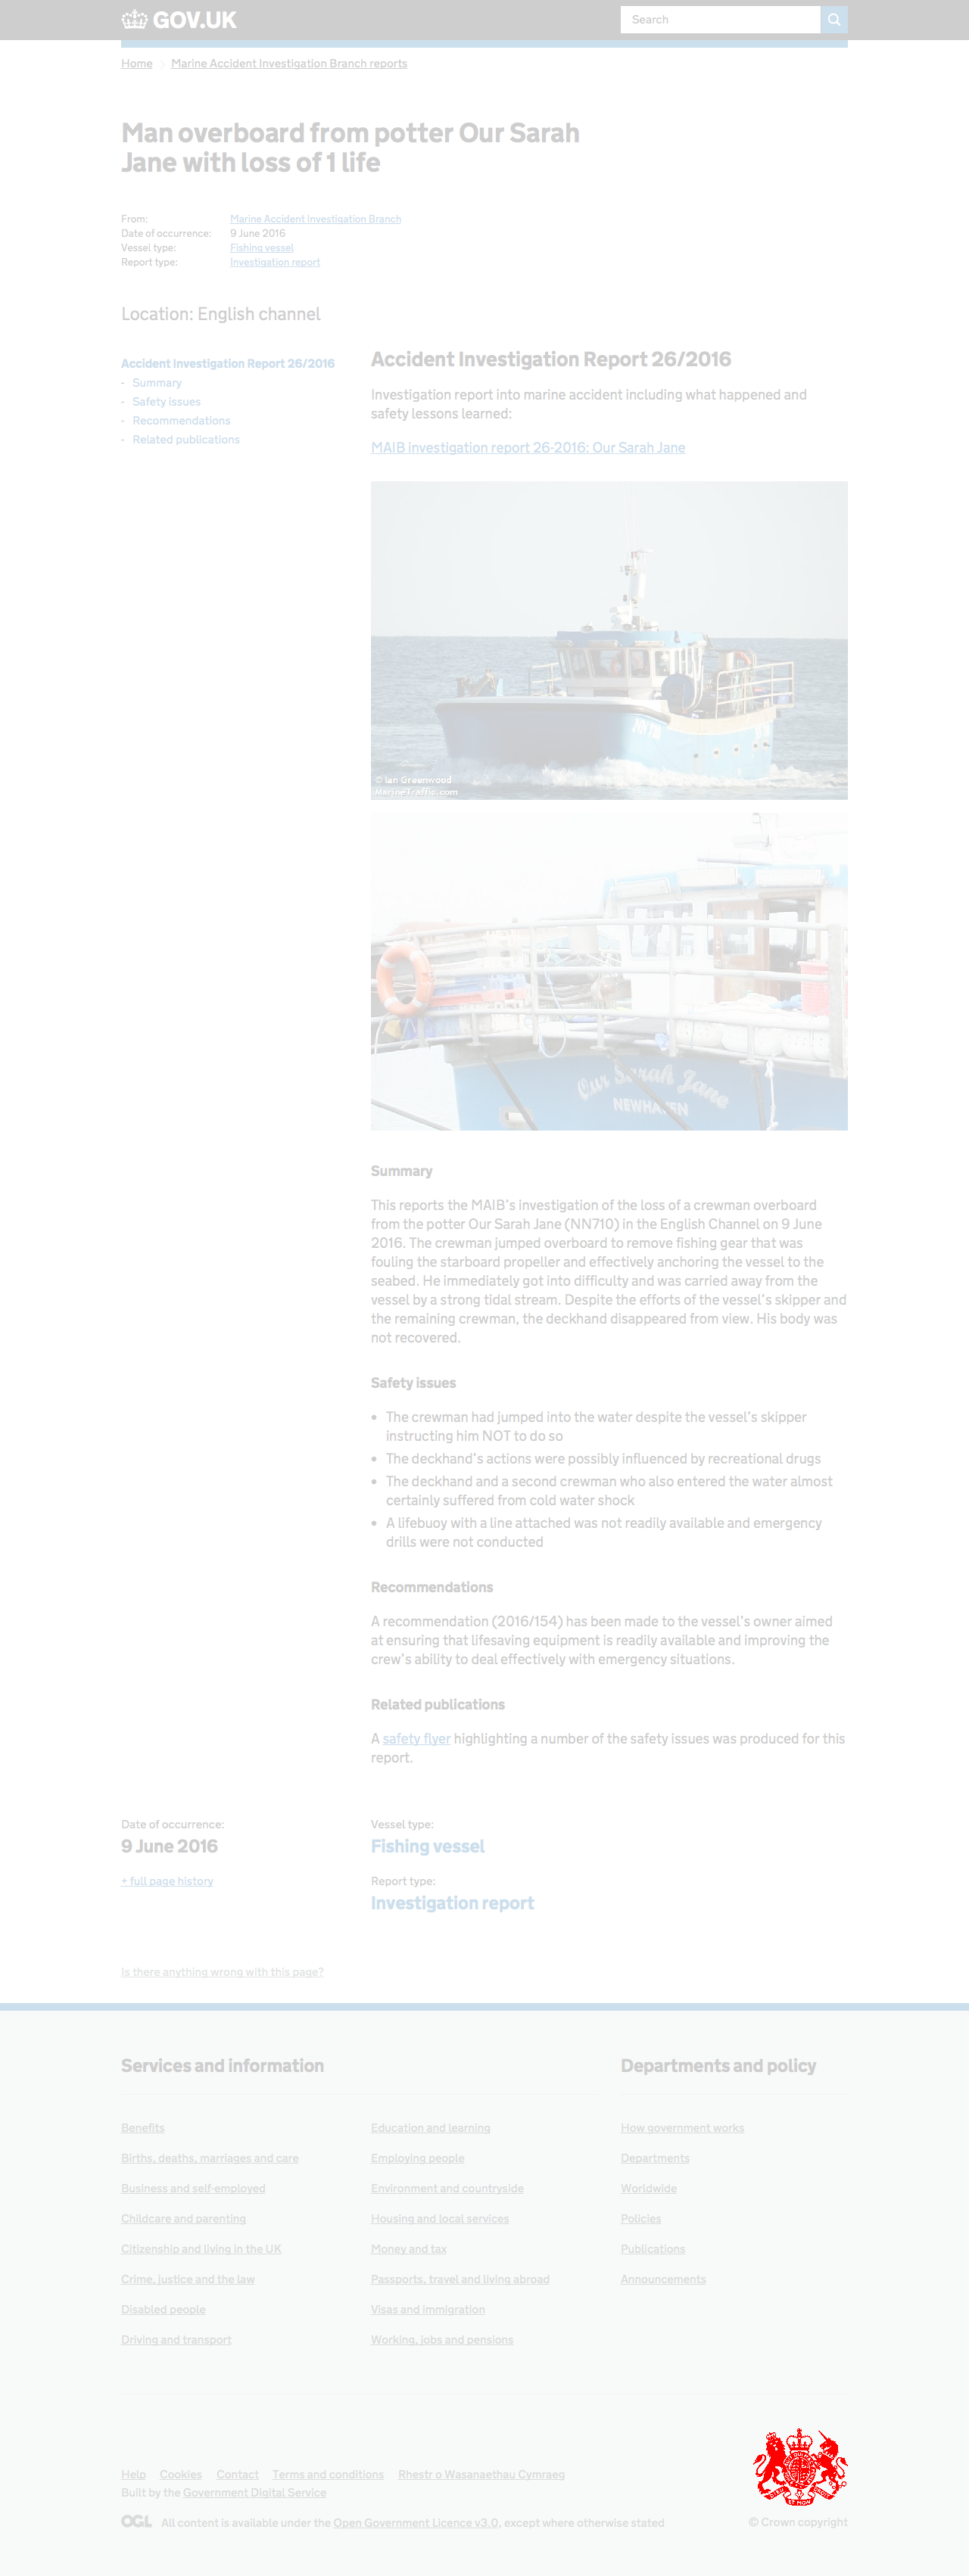 GOV.UK
Search
Home
Marine Accident Investigation Branch reports
Man overboard from potter Our Sarah
Jane with loss of 1 life
From: Marine Accident Investigation Branch
Date of occurrence: 9 June 2016
Vessel type: Fishing vessel
Report type: Investigation report
Location: English channel
Accident Investigation Report 26/2016
- Summary
- Safety issues
- Recommendations
- Related publications
Accident Investigation Report 26/2016
Investigation report into marine accident including what happened and
safety lessons learned:
MAIB investigation report 26-2016: Our Sarah Jane
© Ian Greenwood
MarineTraffic.com
Our Sarah Jane
NEWHAVEN
Summary
This reports the MAIB's investigation of the loss of a crewman overboard
from the potter Our Sarah Jane (NN710) in the English Channel on 9 June
2016. The crewman jumped overboard to remove fishing gear that was
fouling the starboard propeller and effectively anchoring the vessel to the
seabed. He immediately got into difficulty and was carried away from the
vessel by a strong tidal stream. Despite the efforts of the vessel's skipper and
the remaining crewman, the deckhand disappeared from view. His body was
not recovered.
Safety issues
• The crewman had jumped into the water despite the vessel's skipper
instructing him NOT to do so
• The deckhand's actions were possibly influenced by recreational drugs
• The deckhand and a second crewman who also entered the water almost
certainly suffered from cold water shock
• A lifebuoy with a line attached was not readily available and emergency
drills were not conducted
Recommendations
A recommendation (2016/154) has been made to the vessel's owner aimed
at ensuring that lifesaving equipment is readily available and improving the
crew's ability to deal effectively with emergency situations.
Related publications
A safety flyer highlighting a number of the safety issues was produced for this
report.
Date of occurrence:
9 June 2016
+ full page history
Vessel type:
Fishing vessel
Report type:
Investigation report
Is there anything wrong with this page?
Services and information
Benefits
Births, deaths, marriages and care
Business and self-employed
Childcare and parenting
Citizenship and living in the UK
Crime, justice and the law
Disabled people
Driving and transport
Education and learning
Employing people
Environment and countryside
Housing and local services
Money and tax
Passports, travel and living abroad
Visas and immigration
Working, jobs and pensions
Departments and policy
How government works
Departments
Worldwide
Policies
Publications
Announcements
Help Cookies Contact Terms and conditions Rhestr o Wasanaethau Cymraeg
Built by the Government Digital Service
OGL All content is available under the Open Government Licence v3.0, except where otherwise stated
© Crown copyright